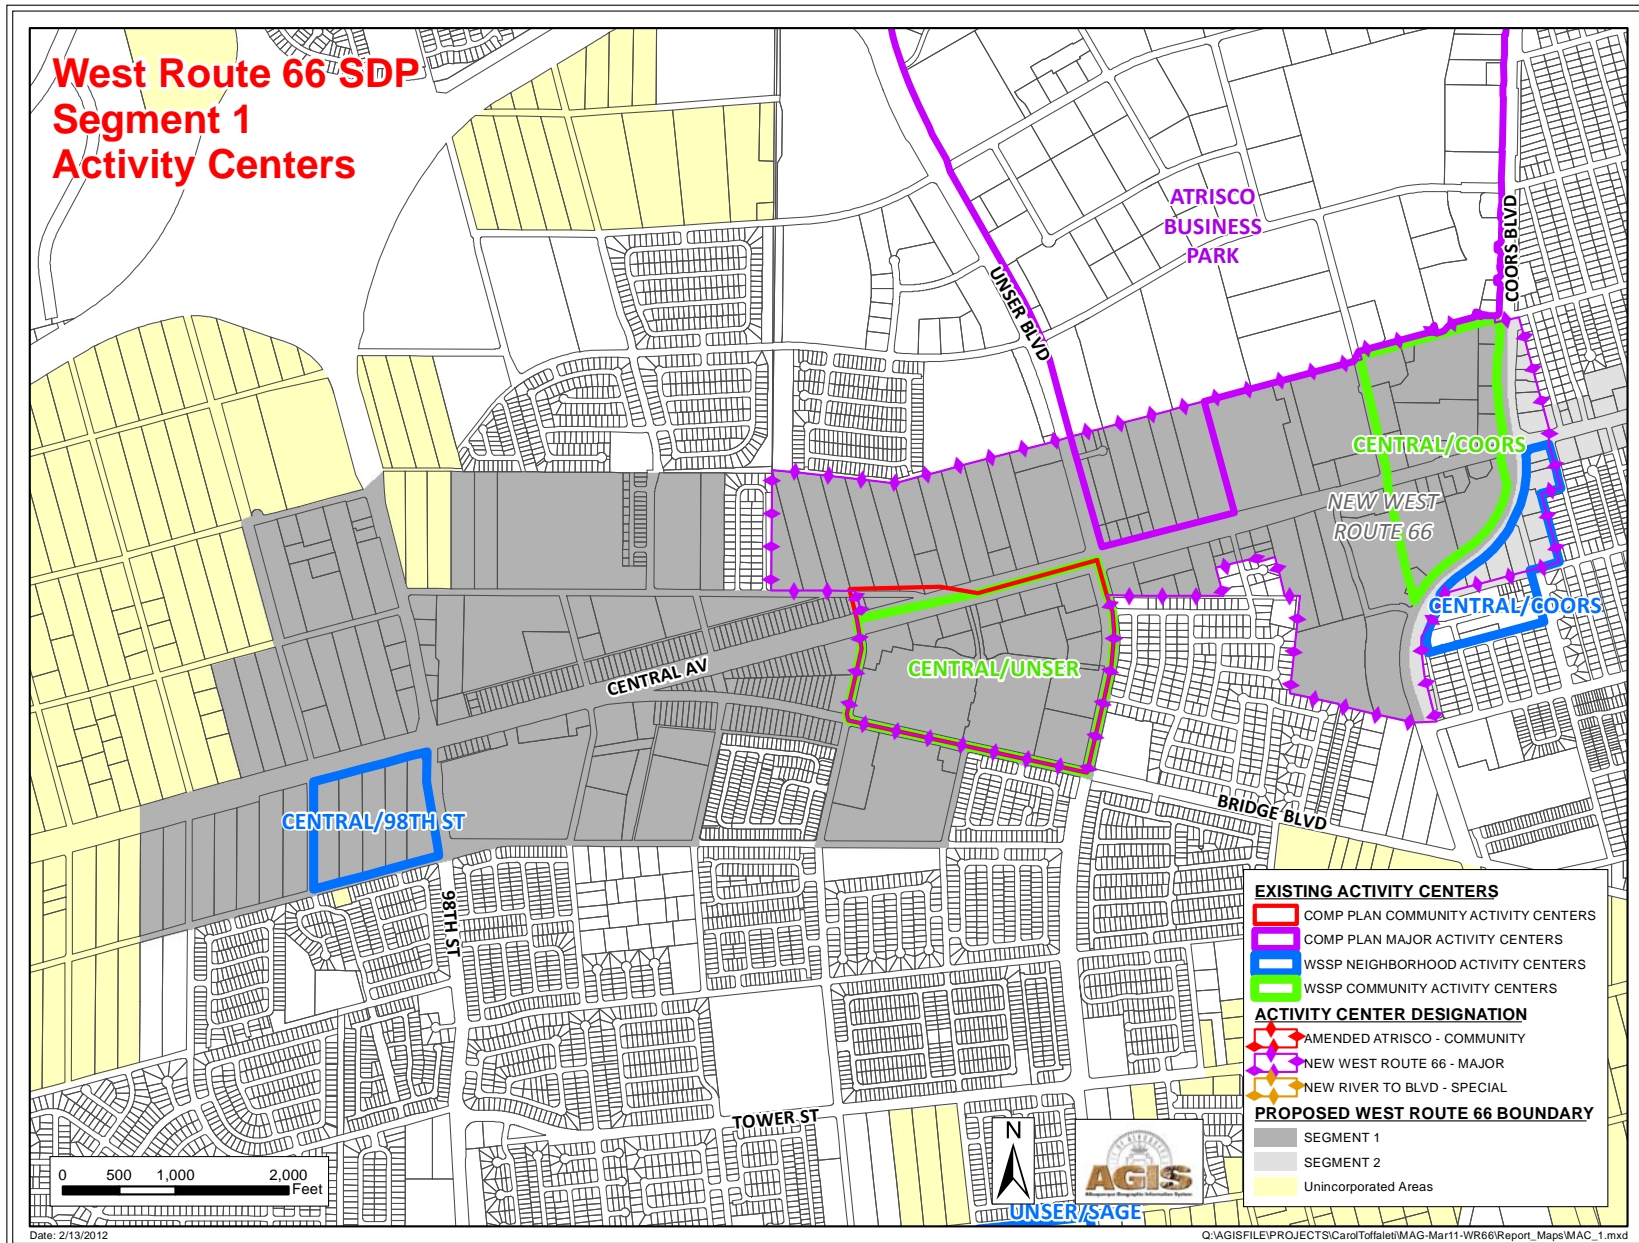 West Route 66 SDP
Segment 1
Activity Centers
ATRISCO
BUSINESS
PARK
COORS BLVD
UNSER BLVD
CENTRAL/COORS
NEW WEST
ROUTE 66
CENTRAL/COORS
CENTRAL/UNSER
CENTRAL AV
CENTRAL/98TH ST
BRIDGE BLVD
98TH ST
TOWER ST
UNSER/SAGE
EXISTING ACTIVITY CENTERS
COMP PLAN COMMUNITY ACTIVITY CENTERS
COMP PLAN MAJOR ACTIVITY CENTERS
WSSP NEIGHBORHOOD ACTIVITY CENTERS
WSSP COMMUNITY ACTIVITY CENTERS
ACTIVITY CENTER DESIGNATION
AMENDED ATRISCO - COMMUNITY
NEW WEST ROUTE 66 - MAJOR
NEW RIVER TO BLVD - SPECIAL
PROPOSED WEST ROUTE 66 BOUNDARY
SEGMENT 1
SEGMENT 2
Unincorporated Areas
0 500 1,000 2,000
Feet
N
AGIS
Albuquerque Geographic Information System
Date: 2/13/2012
Q:\AGISFILE\PROJECTS\CarolToffaleti\MAG-Mar11-WR66\Report_Maps\MAC_1.mxd